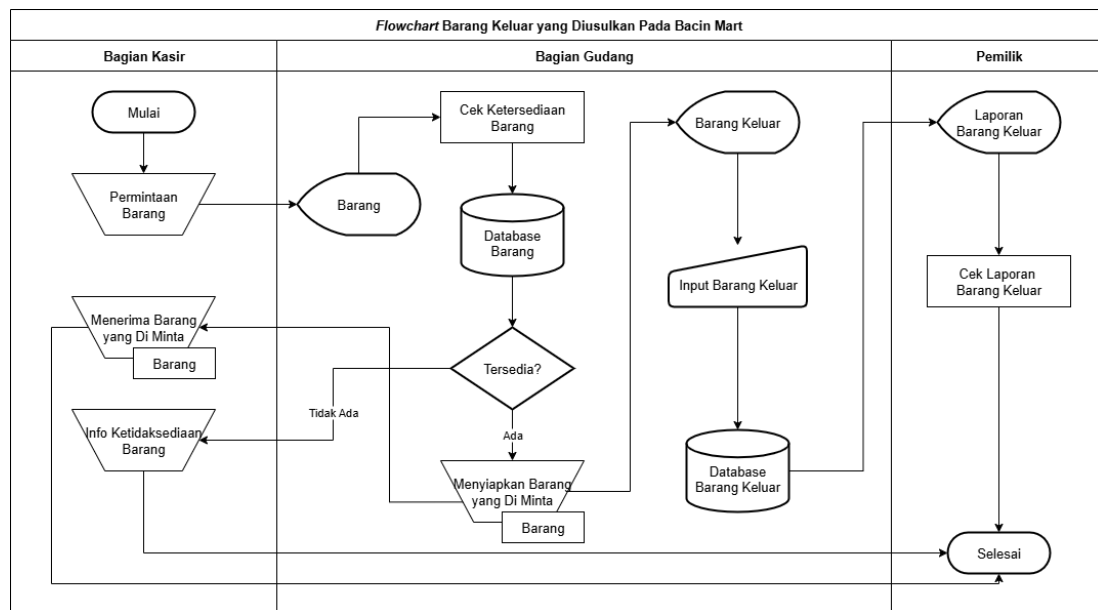 Flowchart Barang Keluar yang Diusulkan Pada Bacin Mart
Bagian Kasir
Bagian Gudang
Pemilik
Mulai
Permintaan
Barang
Barang
Cek Ketersediaan
Barang
Database
Barang
Tersedia?
Tidak Ada
Ada
Menerima Barang
yang Di Minta
Barang
Info Ketidaksediaan
Barang
Menyiapkan Barang
yang Di Minta
Barang
Barang Keluar
Input Barang Keluar
Database
Barang Keluar
Laporan
Barang Keluar
Cek Laporan
Barang Keluar
Selesai